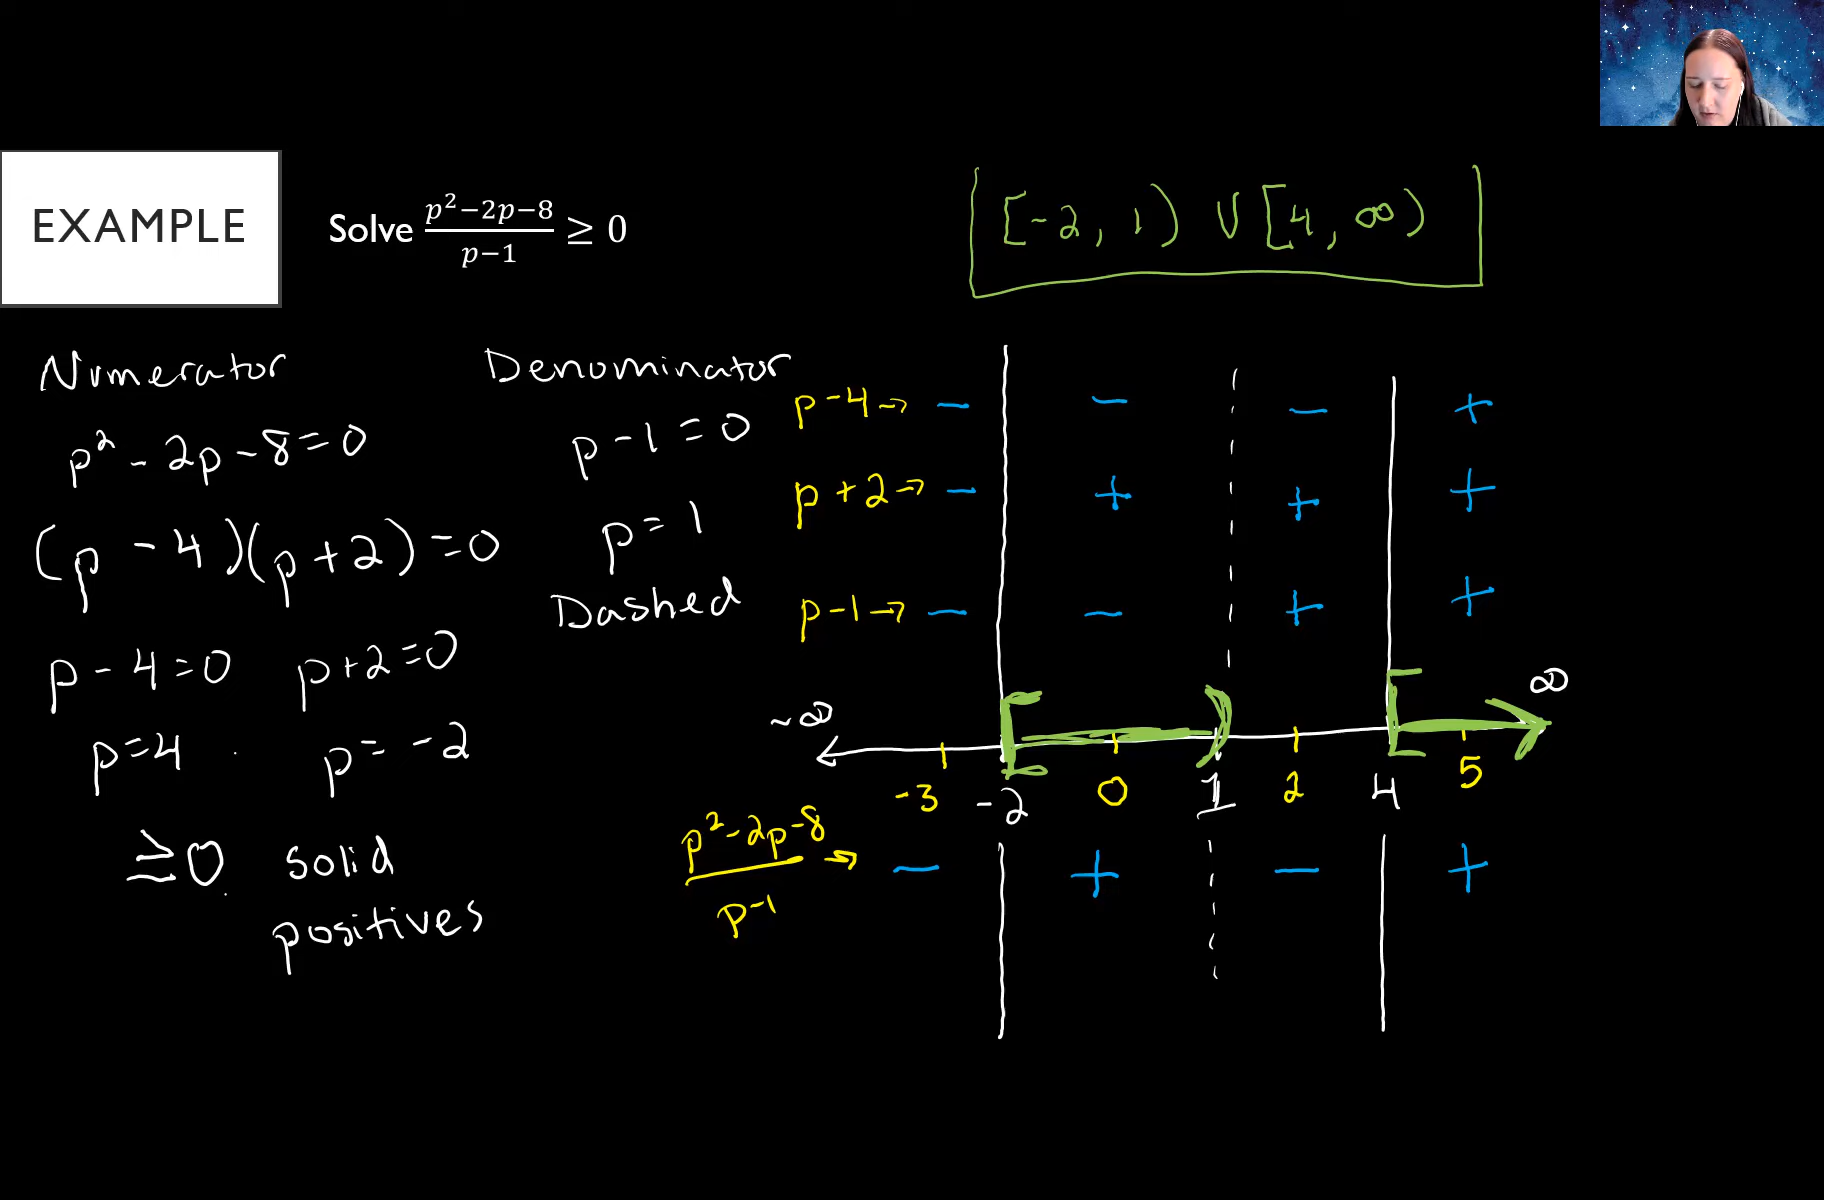 EXAMPLE
Solve p²−2p−8 / p−1 ≥ 0
[-2, 1) ∪ [4, ∞)
Numerator
p² - 2p - 8 = 0
(p - 4)(p + 2) = 0
p - 4 = 0 p + 2 = 0
p = 4 p = -2
≥ 0 solid
positives
Denominator
p - 1 = 0
p = 1
Dashed
p - 4 → - - - +
p + 2 → - + + +
p - 1 → - - + +
-∞ ∞
-3 -2 0 1 2 4 5
p² - 2p - 8 / p - 1 → - + - +